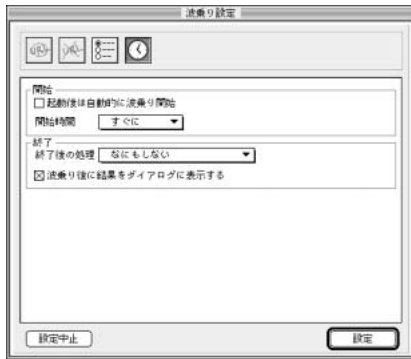 波乗り設定
開始
起動後は自動的に波乗り開始
開始時間 すぐに
終了
終了後の処理 なにもしない
波乗り後に結果をダイアログに表示する
設定中止 設定